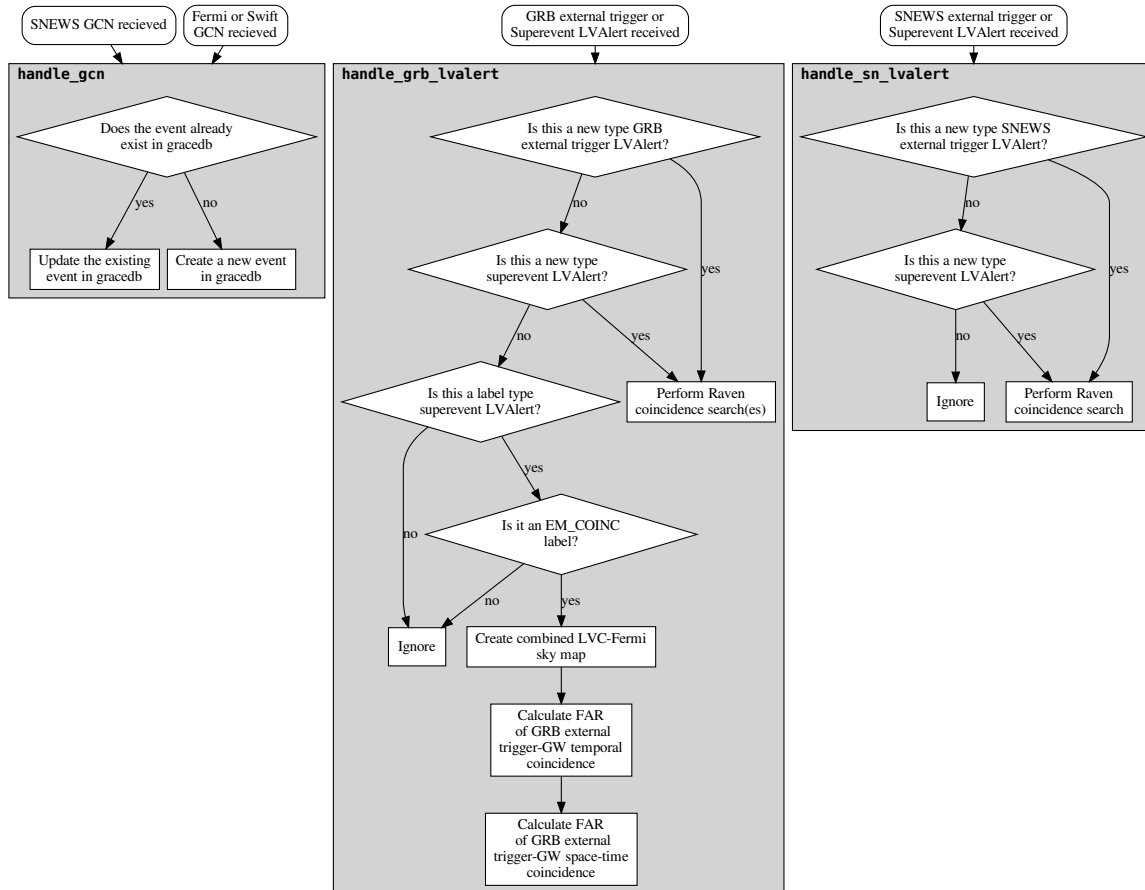 SNEWS GCN recieved
Fermi or Swift
GCN recieved
handle_gcn
Does the event already
exist in gracedb
yes
no
Update the existing
event in gracedb
Create a new event
in gracedb
GRB external trigger or
Superevent LVAlert received
handle_grb_lvalert
Is this a new type GRB
external trigger LVAlert?
no
yes
Is this a new type
superevent LVAlert?
no
yes
Is this a label type
superevent LVAlert?
Perform Raven
coincidence search(es)
yes
no
Is it an EM_COINC
label?
no
yes
Ignore
Create combined LVC-Fermi
sky map
Calculate FAR
of GRB external
trigger-GW temporal
coincidence
Calculate FAR
of GRB external
trigger-GW space-time
coincidence
SNEWS external trigger or
Superevent LVAlert received
handle_sn_lvalert
Is this a new type SNEWS
external trigger LVAlert?
no
yes
Is this a new type
superevent LVAlert?
no
yes
Ignore
Perform Raven
coincidence search